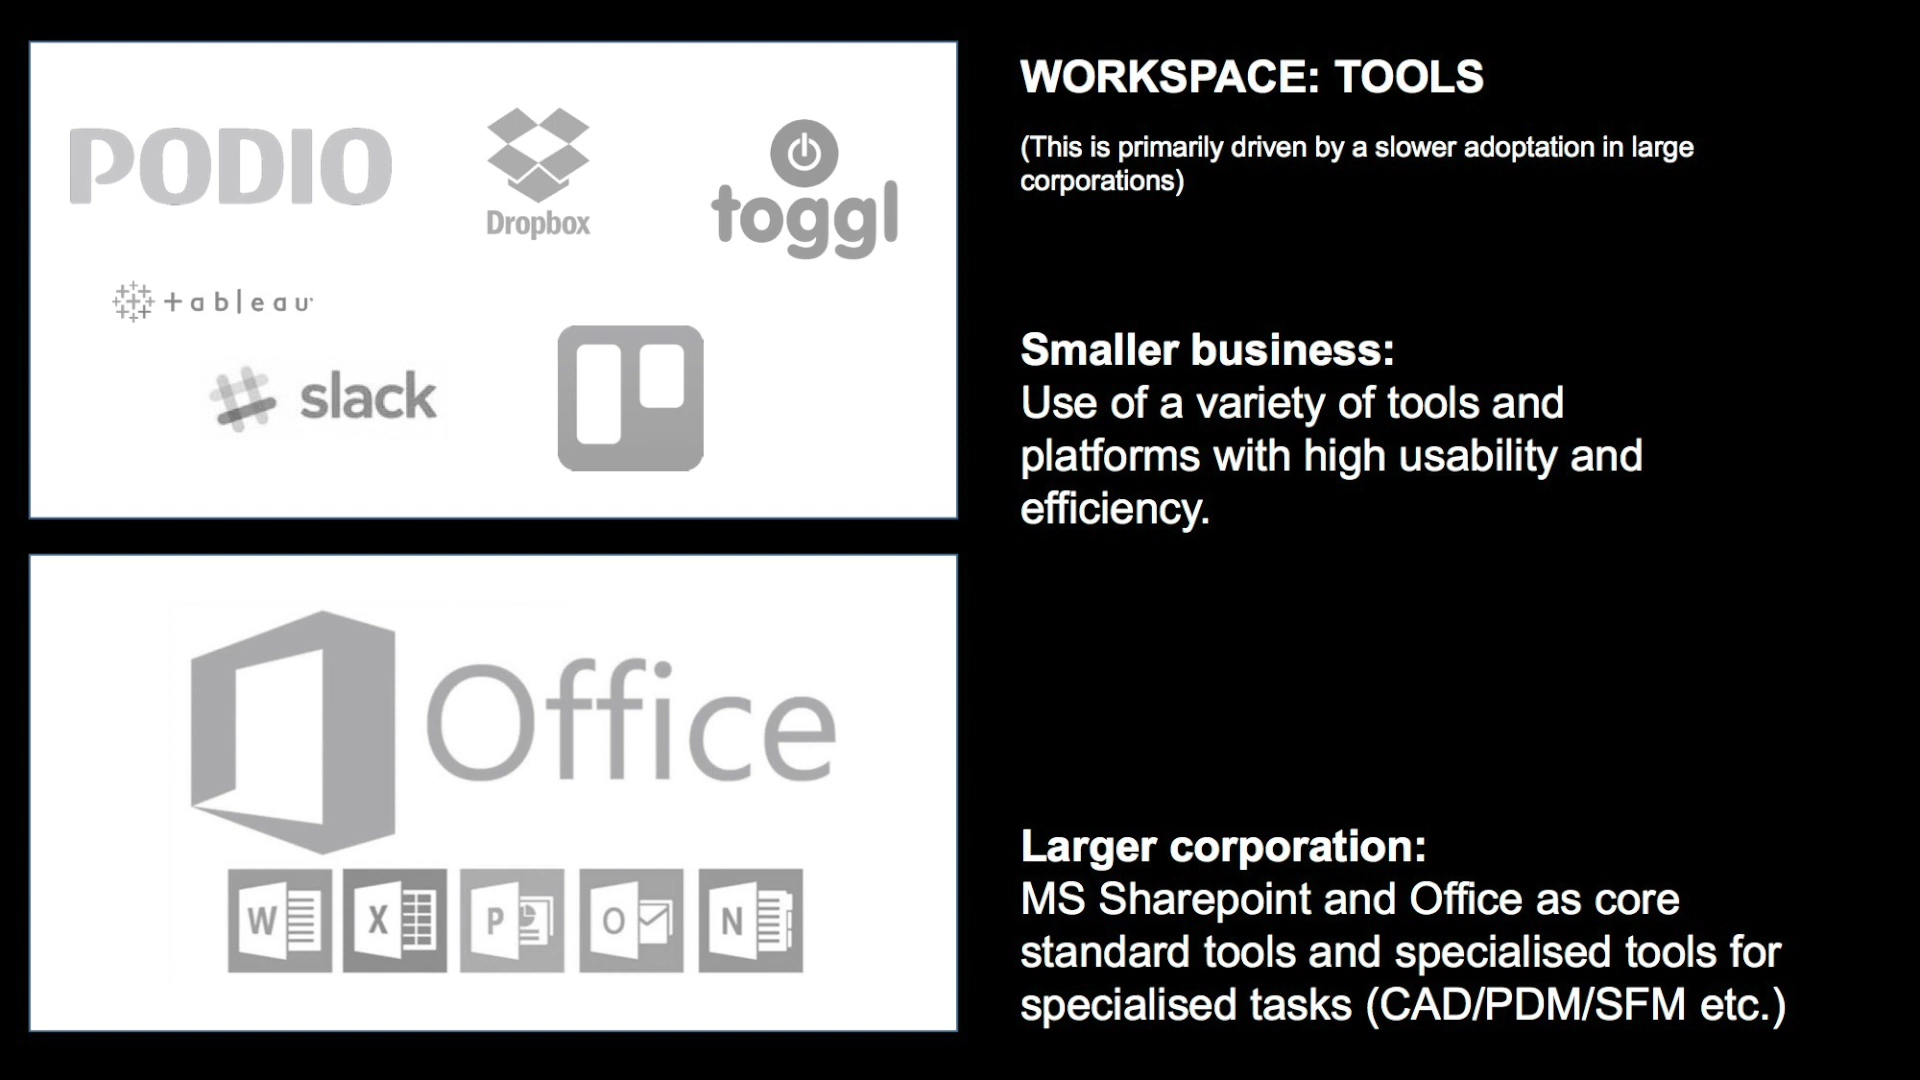 PODIO
Dropbox
toggl
+ableau
slack
Office
W X P O N
WORKSPACE: TOOLS
(This is primarily driven by a slower adoptation in large
corporations)
Smaller business:
Use of a variety of tools and
platforms with high usability and
efficiency.
Larger corporation:
MS Sharepoint and Office as core
standard tools and specialised tools for
specialised tasks (CAD/PDM/SFM etc.)